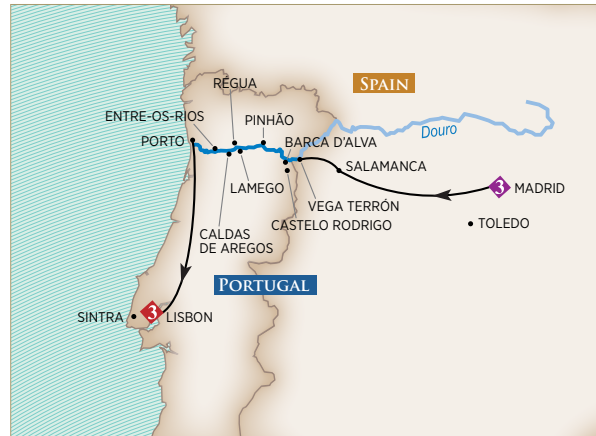 SPAIN
RÉGUA
ENTRE-OS-RIOS
PINHÃO
Douro
PORTO
BARCA D'ALVA
SALAMANCA
LAMEGO
3
MADRID
VEGA TERRÓN
CASTELO RODRIGO
TOLEDO
CALDAS
DE AREGOS
PORTUGAL
SINTRA
3
LISBON